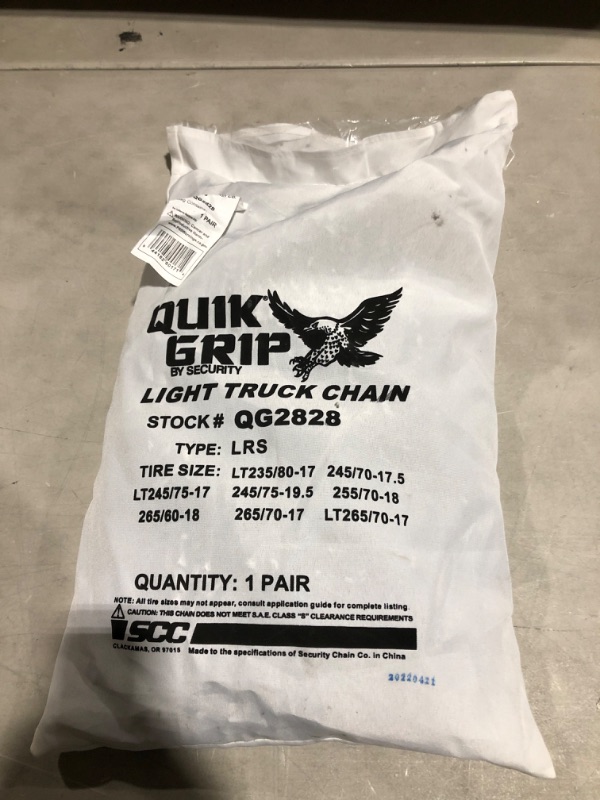 1 PAIR
QUIK
GRIP
BY SECURITY
LIGHT TRUCK CHAIN
STOCK# QG2828
TYPE: LRS
TIRE SIZE: LT235/80-17 245/70-17.5
LT245/75-17 245/75-19.5 255/70-18
265/60-18 265/70-17 LT265/70-17
QUANTITY: 1 PAIR
NOTE: All tire sizes may not appear, consult application guide for complete listing.
CAUTION: THIS CHAIN DOES NOT MEET S.A.E. CLASS "S" CLEARANCE REQUIREMENTS
SCC
CLACKAMAS, OR 97015 Made to the specifications of Security Chain Co. in China
20220421